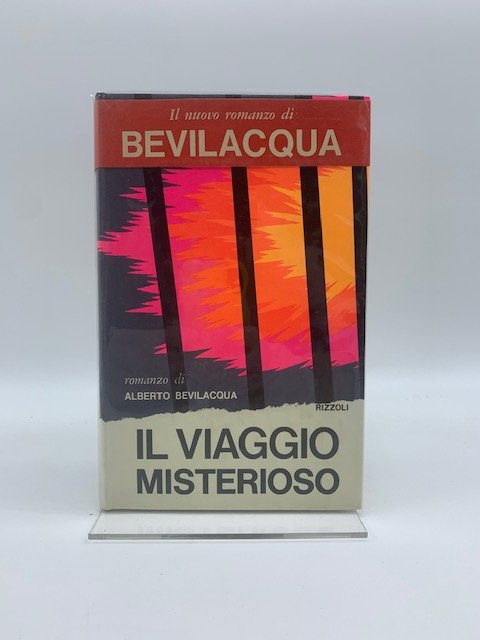 Il nuovo romanzo di
BEVILACQUA
romanzo di
ALBERTO BEVILACQUA
RIZZOLI
IL VIAGGIO
MISTERIOSO